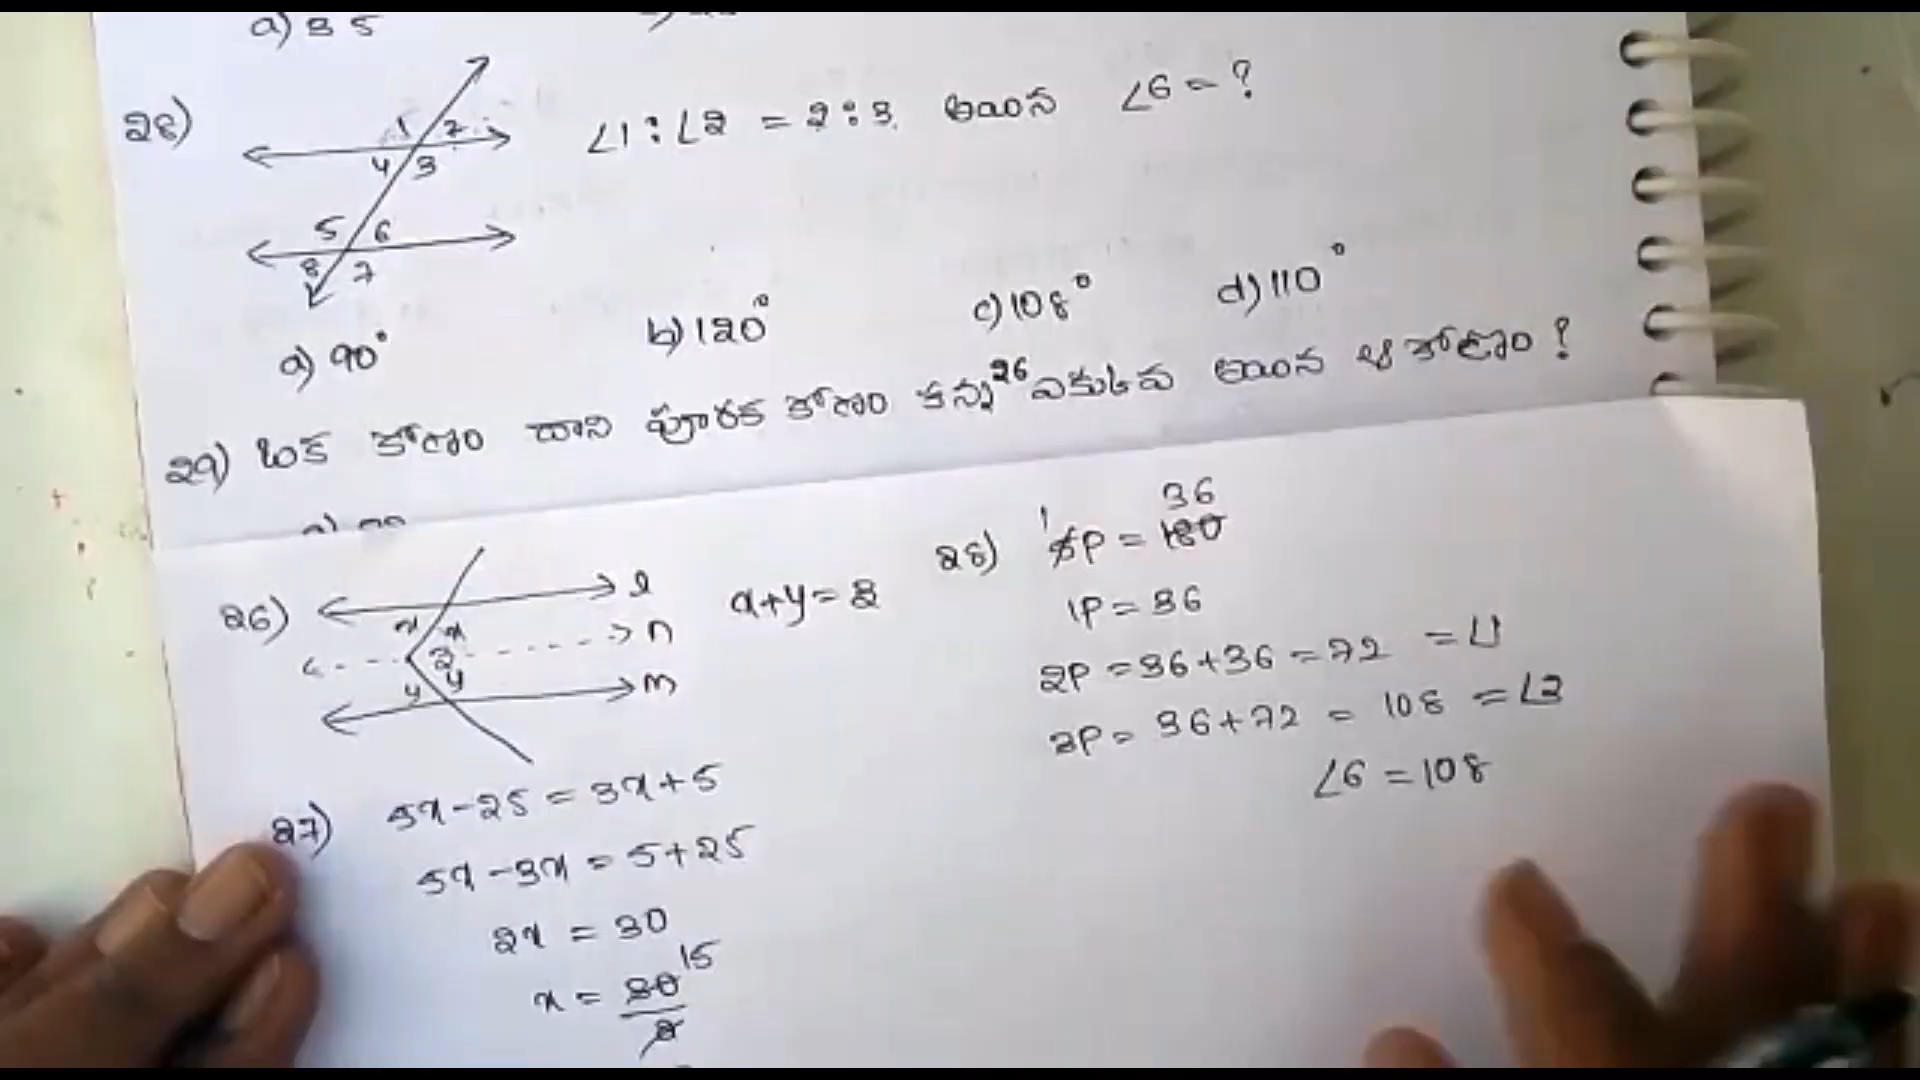 a) 35
28)
1 2
4 3
5 6
8 7
∠1:∠2 = 2:3 అయిన ∠6 = ?
a) 90° b) 120° c) 108° d) 110°
29) ఒక కోణం దాని పూరక కోణం కన్న 26 ఎక్కువ అయిన ఆ కోణం ?
26)
l
x x
n
z
y y
m
x+y=z
27) 5x-25 = 3x+5
5x-3x = 5+25
2x = 30
x = 30/2 15
28) 5P = 180 1 36
1P = 36
2P = 36+36 = 72 = ∠1
3P = 36+72 = 108 = ∠2
∠6 = 108